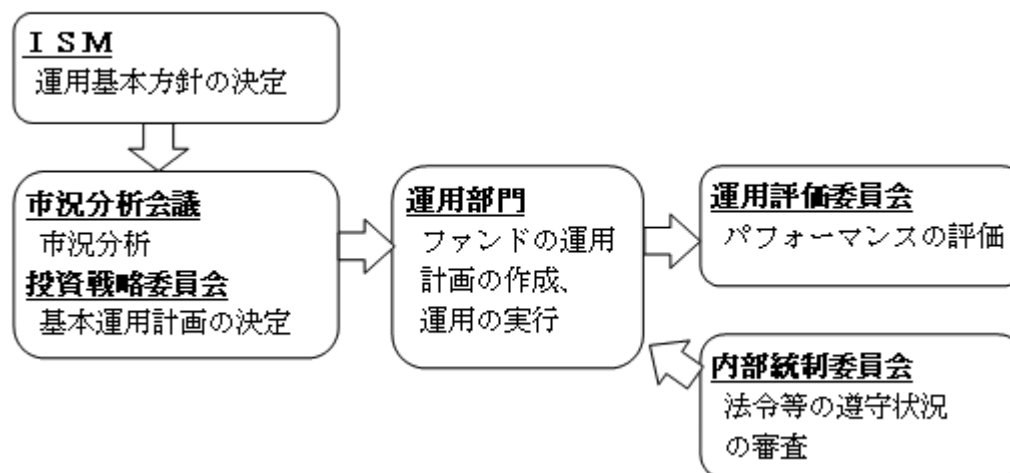 ＩＳＭ
運用基本方針の決定
市況分析会議
市況分析
投資戦略委員会
基本運用計画の決定
運用部門
ファンドの運用
計画の作成、
運用の実行
運用評価委員会
パフォーマンスの評価
内部統制委員会
法令等の遵守状況
の審査